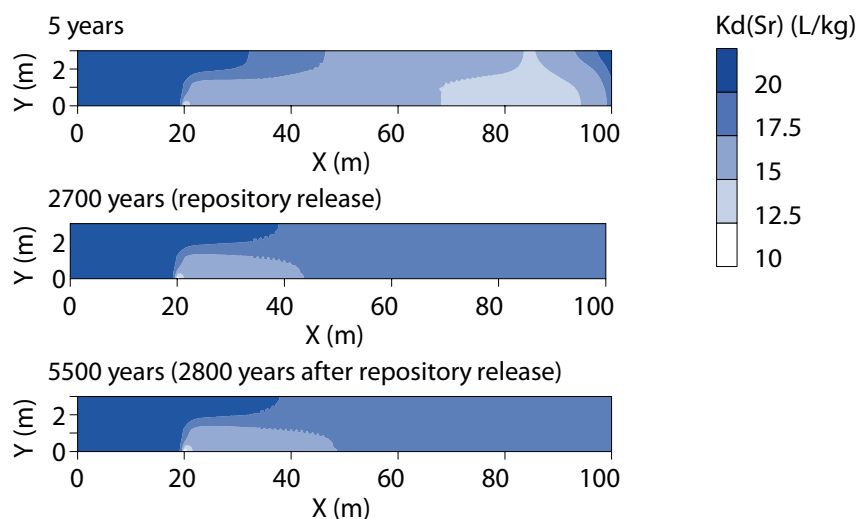 5 years
Kd(Sr) (L/kg)
Y (m)
2
0
0 20 40 60 80 100
X (m)
20
17.5
15
12.5
10
2700 years (repository release)
Y (m)
2
0
0 20 40 60 80 100
X (m)
5500 years (2800 years after repository release)
Y (m)
2
0
0 20 40 60 80 100
X (m)